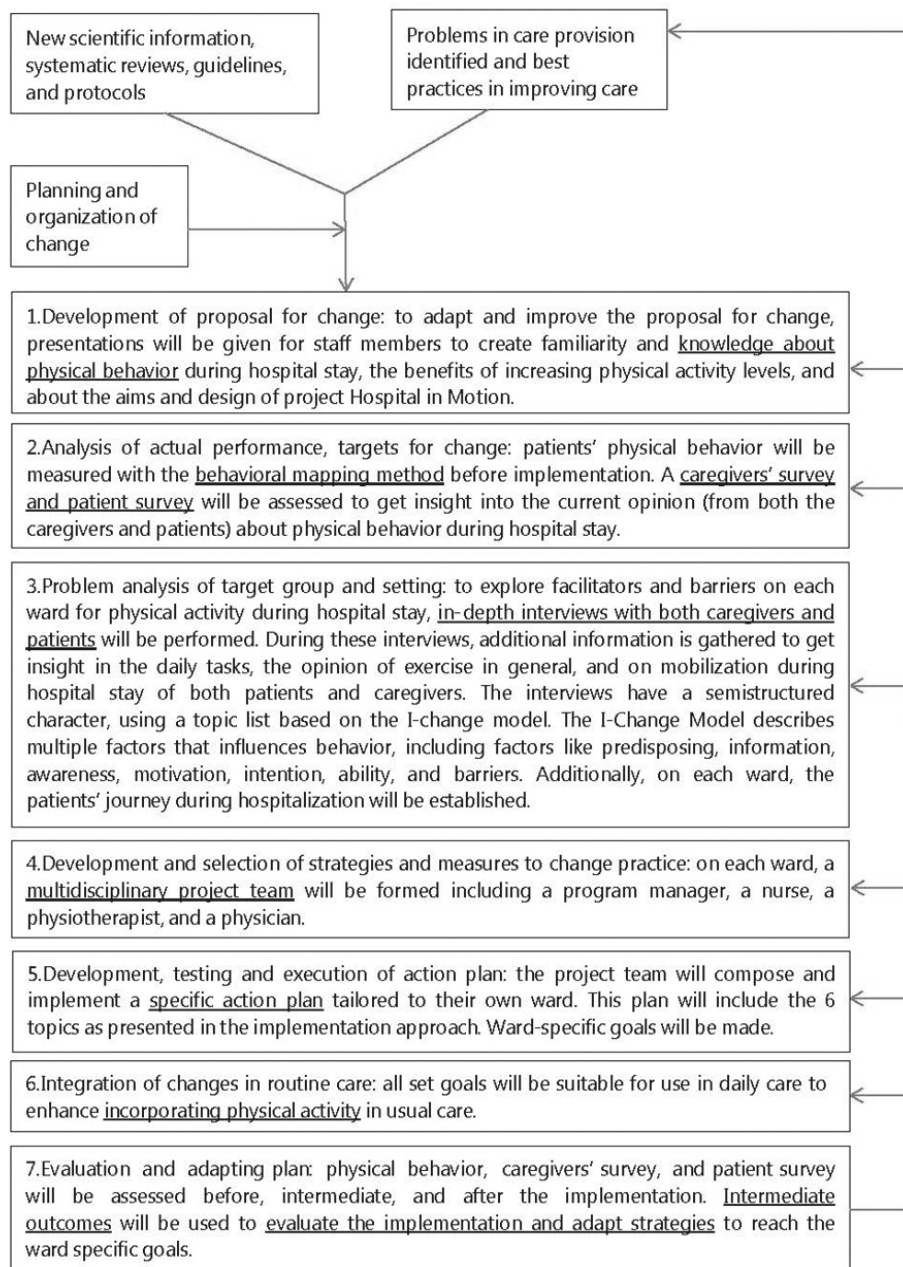 New scientific information,
systematic reviews, guidelines,
and protocols
Problems in care provision
identified and best
practices in improving care
Planning and
organization of
change
1.Development of proposal for change: to adapt and improve the proposal for change,
presentations will be given for staff members to create familiarity and knowledge about
physical behavior during hospital stay, the benefits of increasing physical activity levels, and
about the aims and design of project Hospital in Motion.
2.Analysis of actual performance, targets for change: patients’ physical behavior will be
measured with the behavioral mapping method before implementation. A caregivers’ survey
and patient survey will be assessed to get insight into the current opinion (from both the
caregivers and patients) about physical behavior during hospital stay.
3.Problem analysis of target group and setting: to explore facilitators and barriers on each
ward for physical activity during hospital stay, in-depth interviews with both caregivers and
patients will be performed. During these interviews, additional information is gathered to get
insight in the daily tasks, the opinion of exercise in general, and on mobilization during
hospital stay of both patients and caregivers. The interviews have a semistructured
character, using a topic list based on the I-change model. The I-Change Model describes
multiple factors that influences behavior, including factors like predisposing, information,
awareness, motivation, intention, ability, and barriers. Additionally, on each ward, the
patients’ journey during hospitalization will be established.
4.Development and selection of strategies and measures to change practice: on each ward, a
multidisciplinary project team will be formed including a program manager, a nurse, a
physiotherapist, and a physician.
5.Development, testing and execution of action plan: the project team will compose and
implement a specific action plan tailored to their own ward. This plan will include the 6
topics as presented in the implementation approach. Ward-specific goals will be made.
6.Integration of changes in routine care: all set goals will be suitable for use in daily care to
enhance incorporating physical activity in usual care.
7.Evaluation and adapting plan: physical behavior, caregivers’ survey, and patient survey
will be assessed before, intermediate, and after the implementation. Intermediate
outcomes will be used to evaluate the implementation and adapt strategies to reach the
ward specific goals.